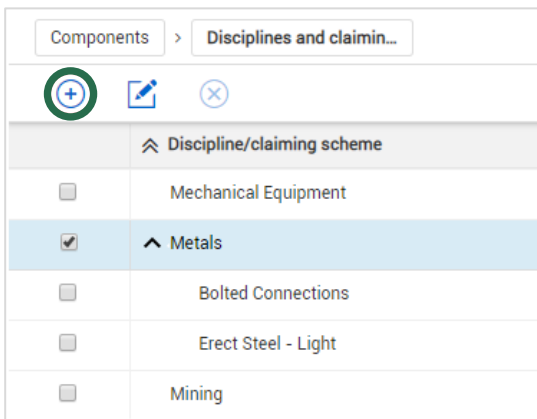 Components > Disciplines and claimin...
Discipline/claiming scheme
Mechanical Equipment
Metals
Bolted Connections
Erect Steel - Light
Mining